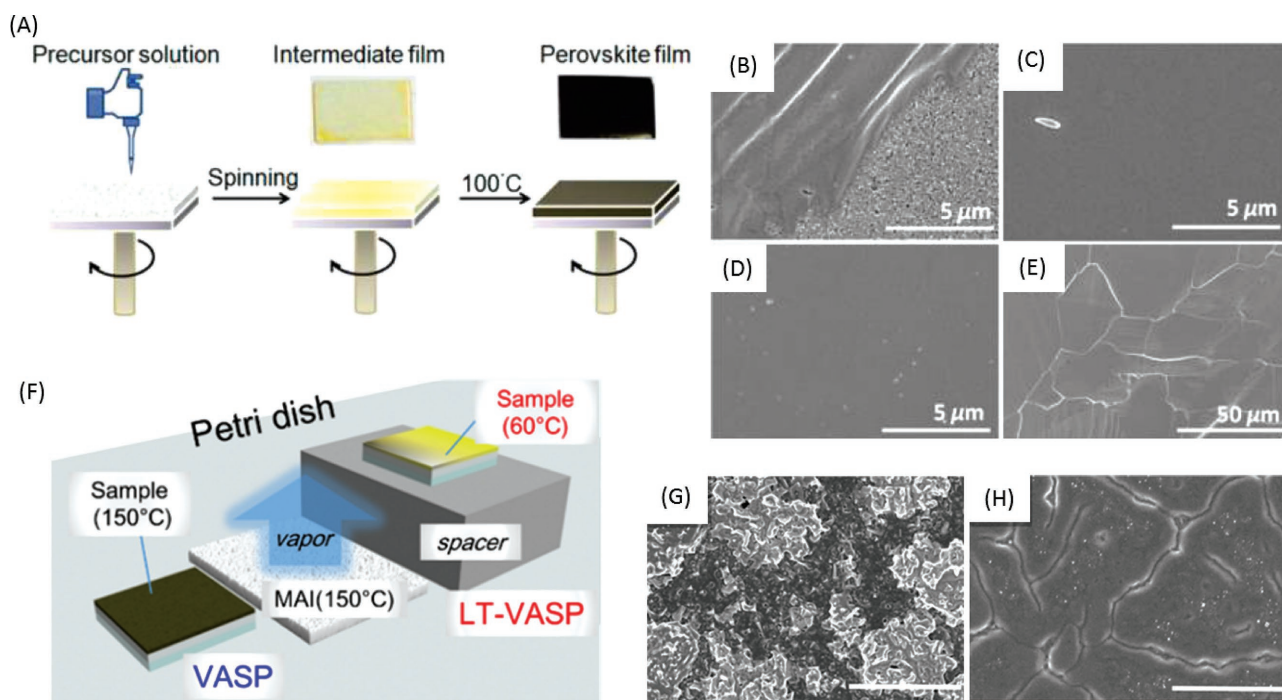 (A)
Precursor solution
Intermediate film
Perovskite film
Spinning
100°C
(B)
5 µm
(C)
5 µm
(D)
5 µm
(E)
50 µm
(F)
Petri dish
Sample
(60°C)
Sample
(150°C)
vapor
spacer
MAI(150°C)
LT-VASP
VASP
(G)
(H)